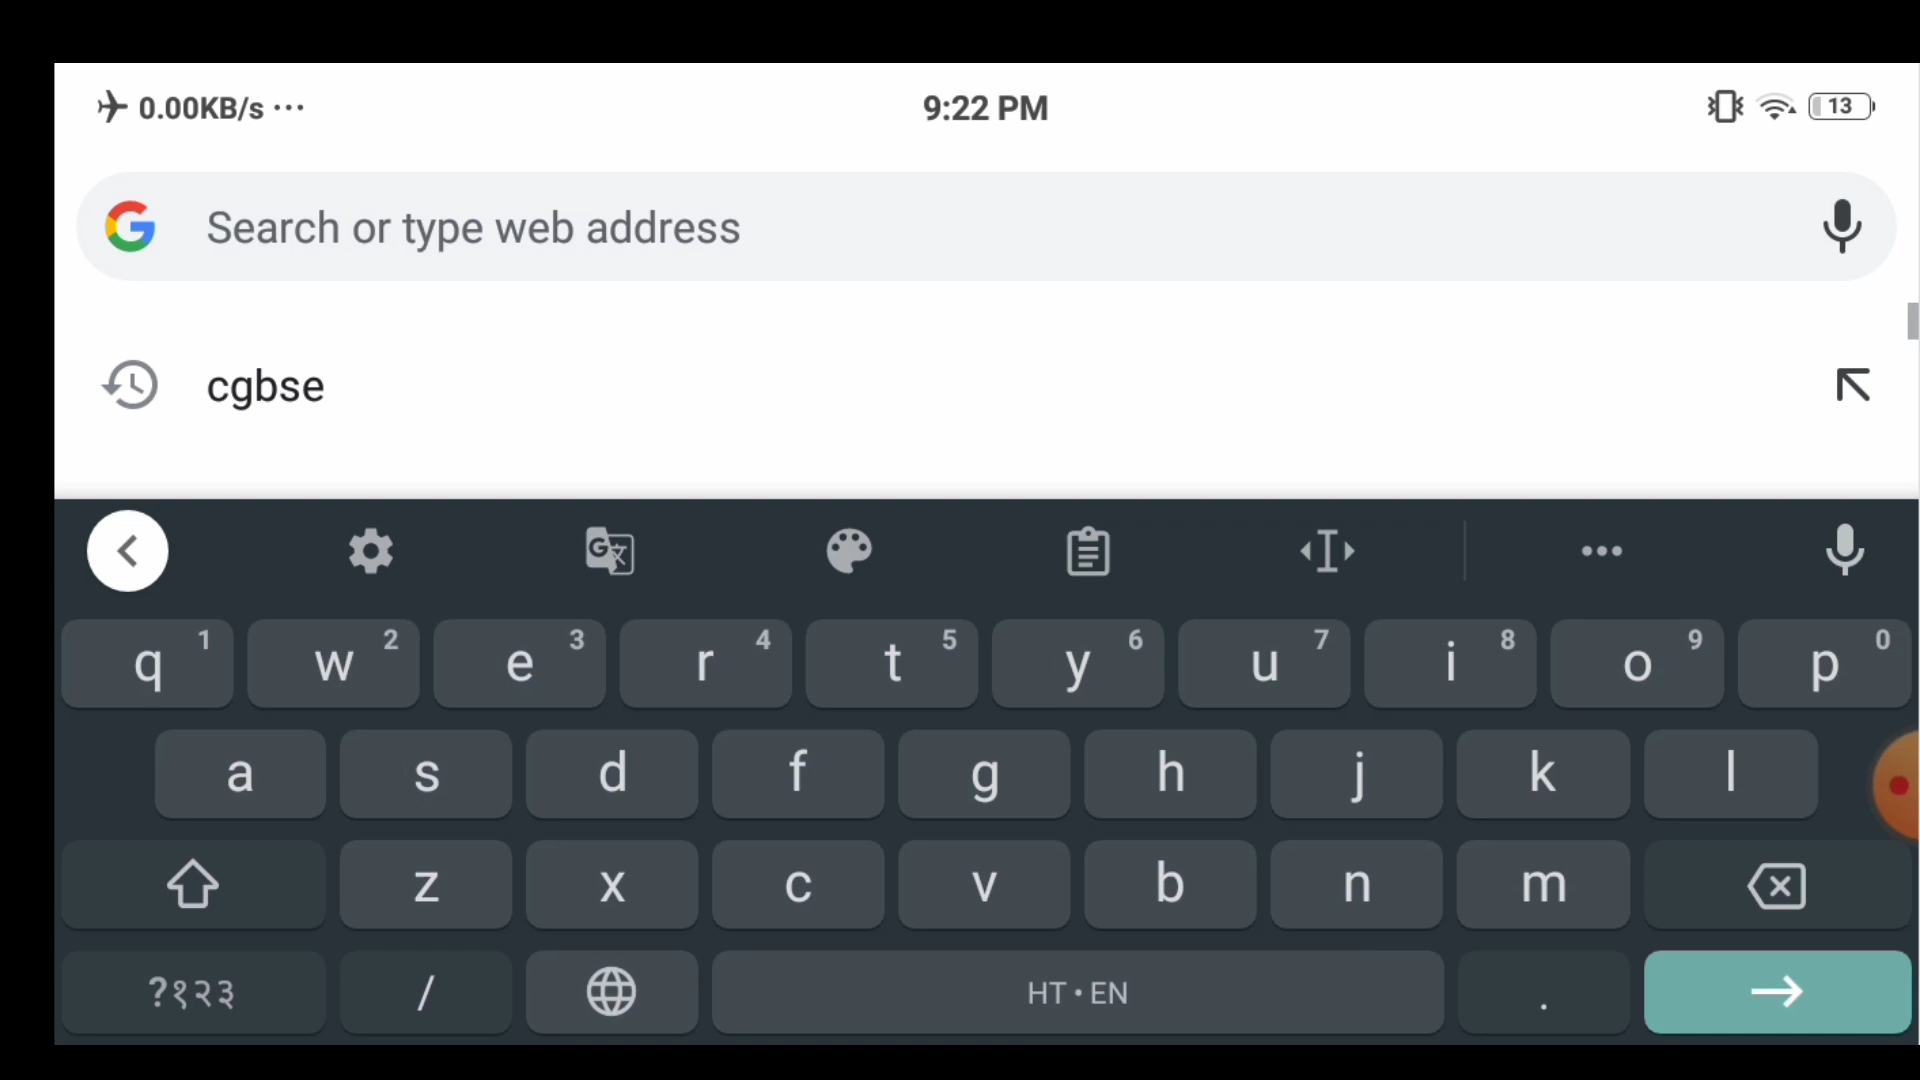 0.00KB/s ...
9:22 PM
13
Search or type web address
cgbse
q 1 w 2 e 3 r 4 t 5 y 6 u 7 i 8 o 9 p 0
a s d f g h j k l
z x c v b n m
?१२३ / HT • EN .